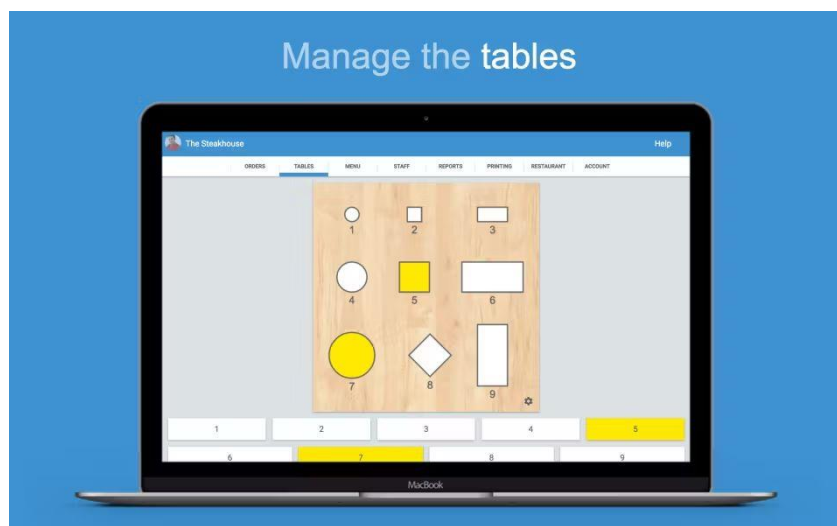 Manage the tables
The Steakhouse
Help
ORDERS TABLES MENU STAFF REPORTS PRINTING RESTAURANT ACCOUNT
1 2 3
4 5 6
7 8 9
1 2 3 4 5
6 7 8 9
MacBook